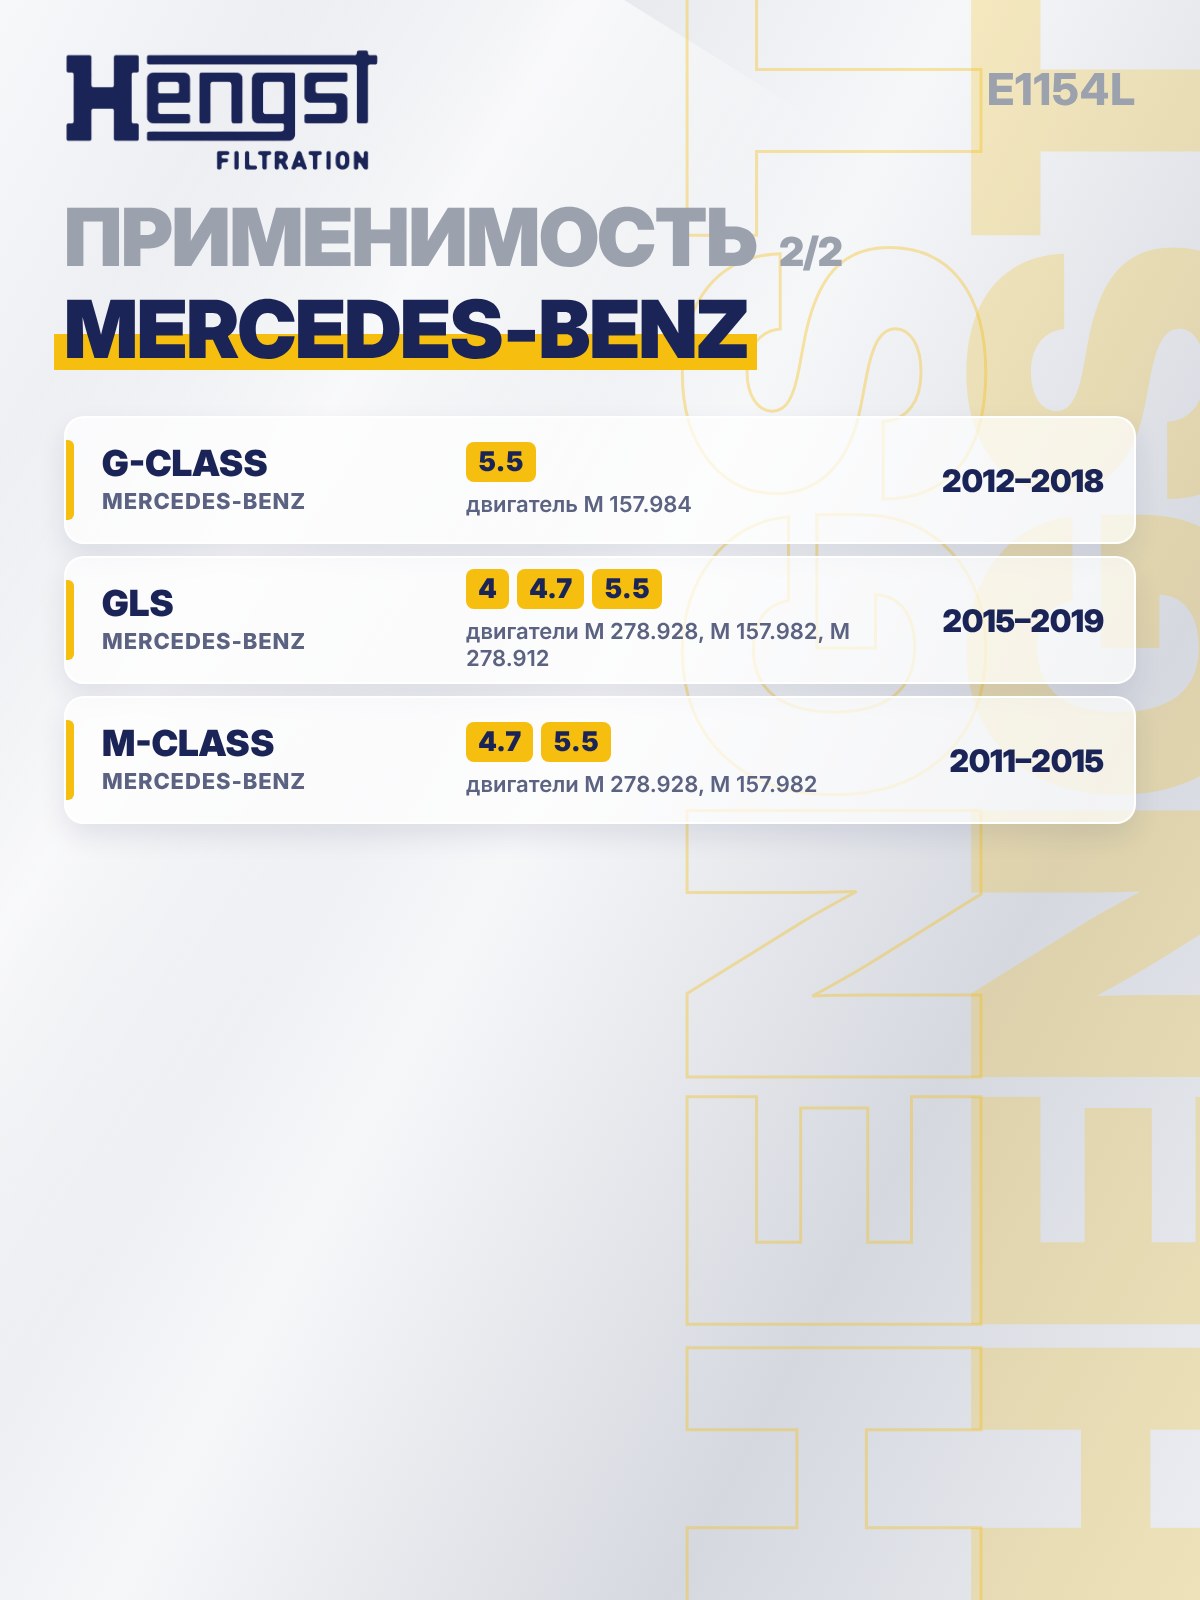 Hengst
FILTRATION
E1154L
ПРИМЕНИМОСТЬ 2/2
MERCEDES-BENZ
G-CLASS
MERCEDES-BENZ
5.5
двигатель M 157.984
2012–2018
GLS
MERCEDES-BENZ
4 4.7 5.5
двигатели M 278.928, M 157.982, M
278.912
2015–2019
M-CLASS
MERCEDES-BENZ
4.7 5.5
двигатели M 278.928, M 157.982
2011–2015
HENGST
HENGST